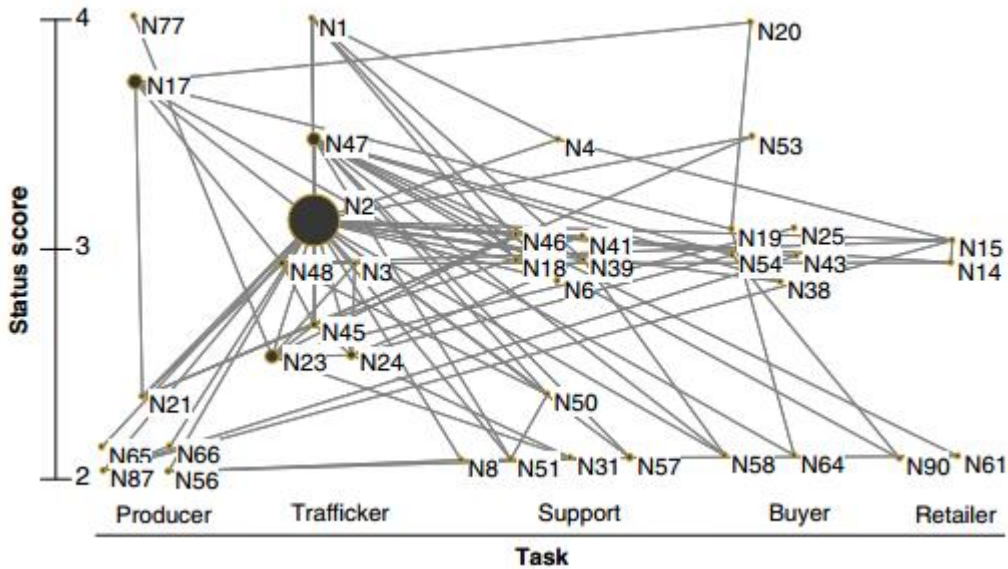 4
N77
N1
N20
N17
N47
N4
N53
N2
3
N46
N41
N19
N25
N15
N18
N39
N54
N43
N14
N48
N3
N6
N38
N45
N23
N24
N21
N50
N65
N66
N87
N56
N8
N51
N31
N57
N58
N64
N90
N61
2
Status score
Producer
Trafficker
Support
Buyer
Retailer
Task